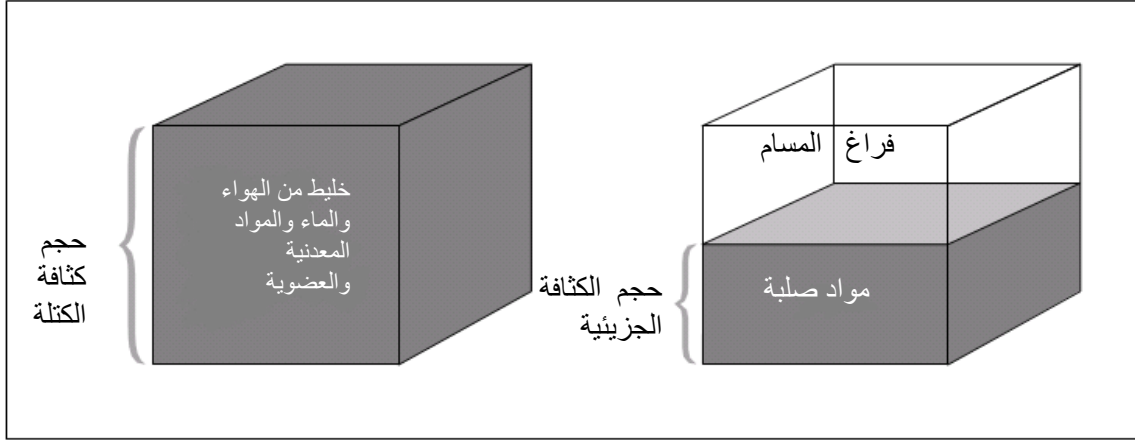 خليط من الهواء
والماء والمواد
المعدنية
والعضوية
حجم
كثافة
الكتلة
فراغ المسام
مواد صلبة
حجم الكثافة
الجزيئية